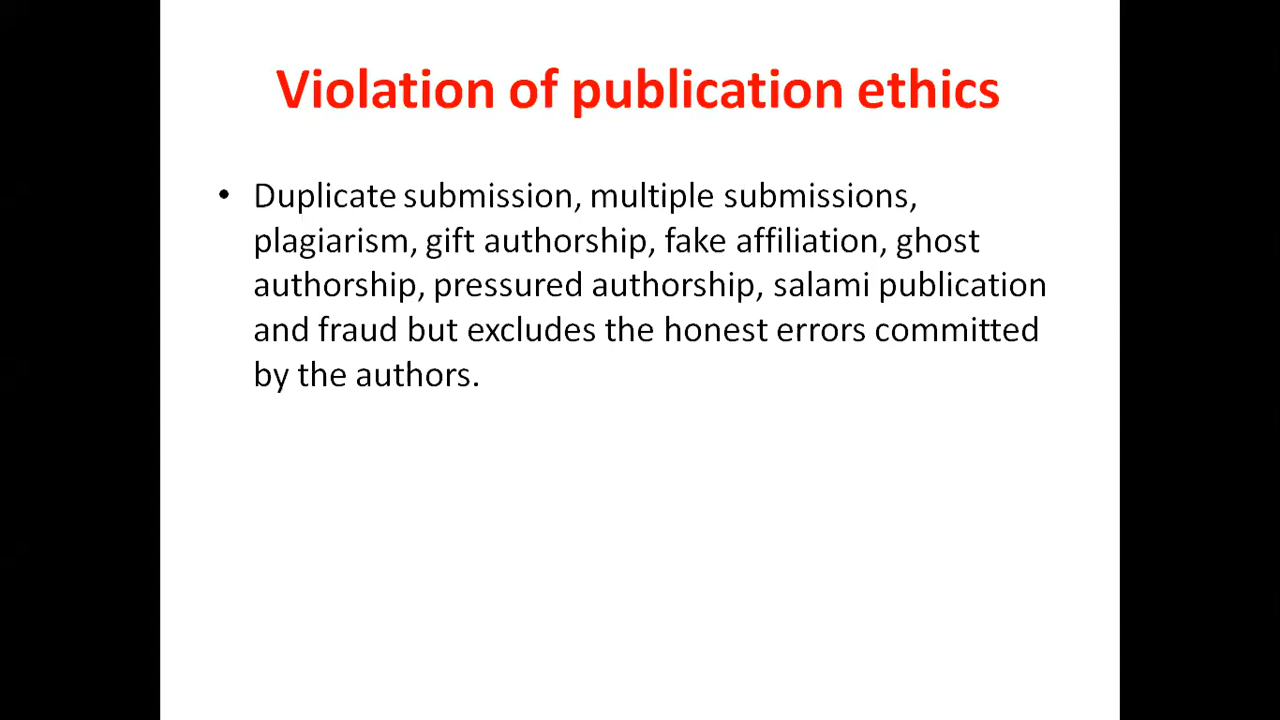 Violation of publication ethics
• Duplicate submission, multiple submissions,
plagiarism, gift authorship, fake affiliation, ghost
authorship, pressured authorship, salami publication
and fraud but excludes the honest errors committed
by the authors.